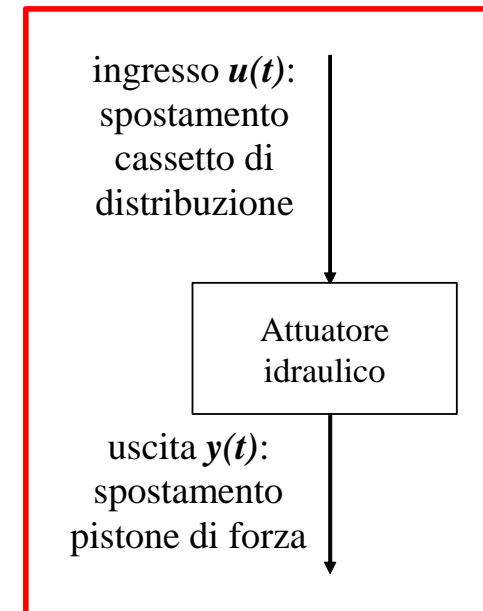 ingresso u(t):
spostamento
cassetto di
distribuzione
Attuatore
idraulico
uscita y(t):
spostamento
pistone di forza